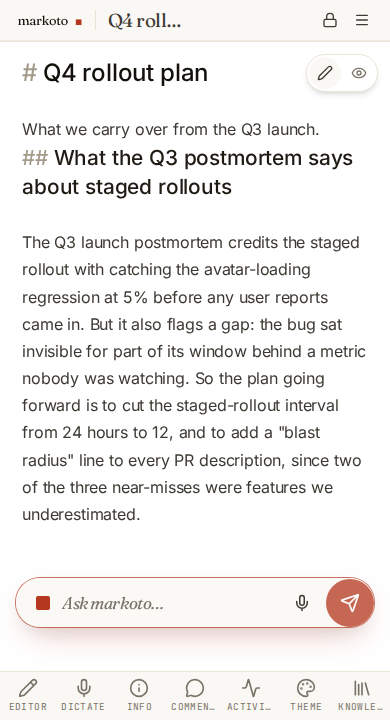 markoto
Q4 roll...
# Q4 rollout plan
What we carry over from the Q3 launch.
## What the Q3 postmortem says
about staged rollouts
The Q3 launch postmortem credits the staged
rollout with catching the avatar-loading
regression at 5% before any user reports
came in. But it also flags a gap: the bug sat
invisible for part of its window behind a metric
nobody was watching. So the plan going
forward is to cut the staged-rollout interval
from 24 hours to 12, and to add a "blast
radius" line to every PR description, since two
of the three near-misses were features we
underestimated.
Ask markoto...
EDITOR DICTATE INFO COMMEN... ACTIVI... THEME KNOWLE...